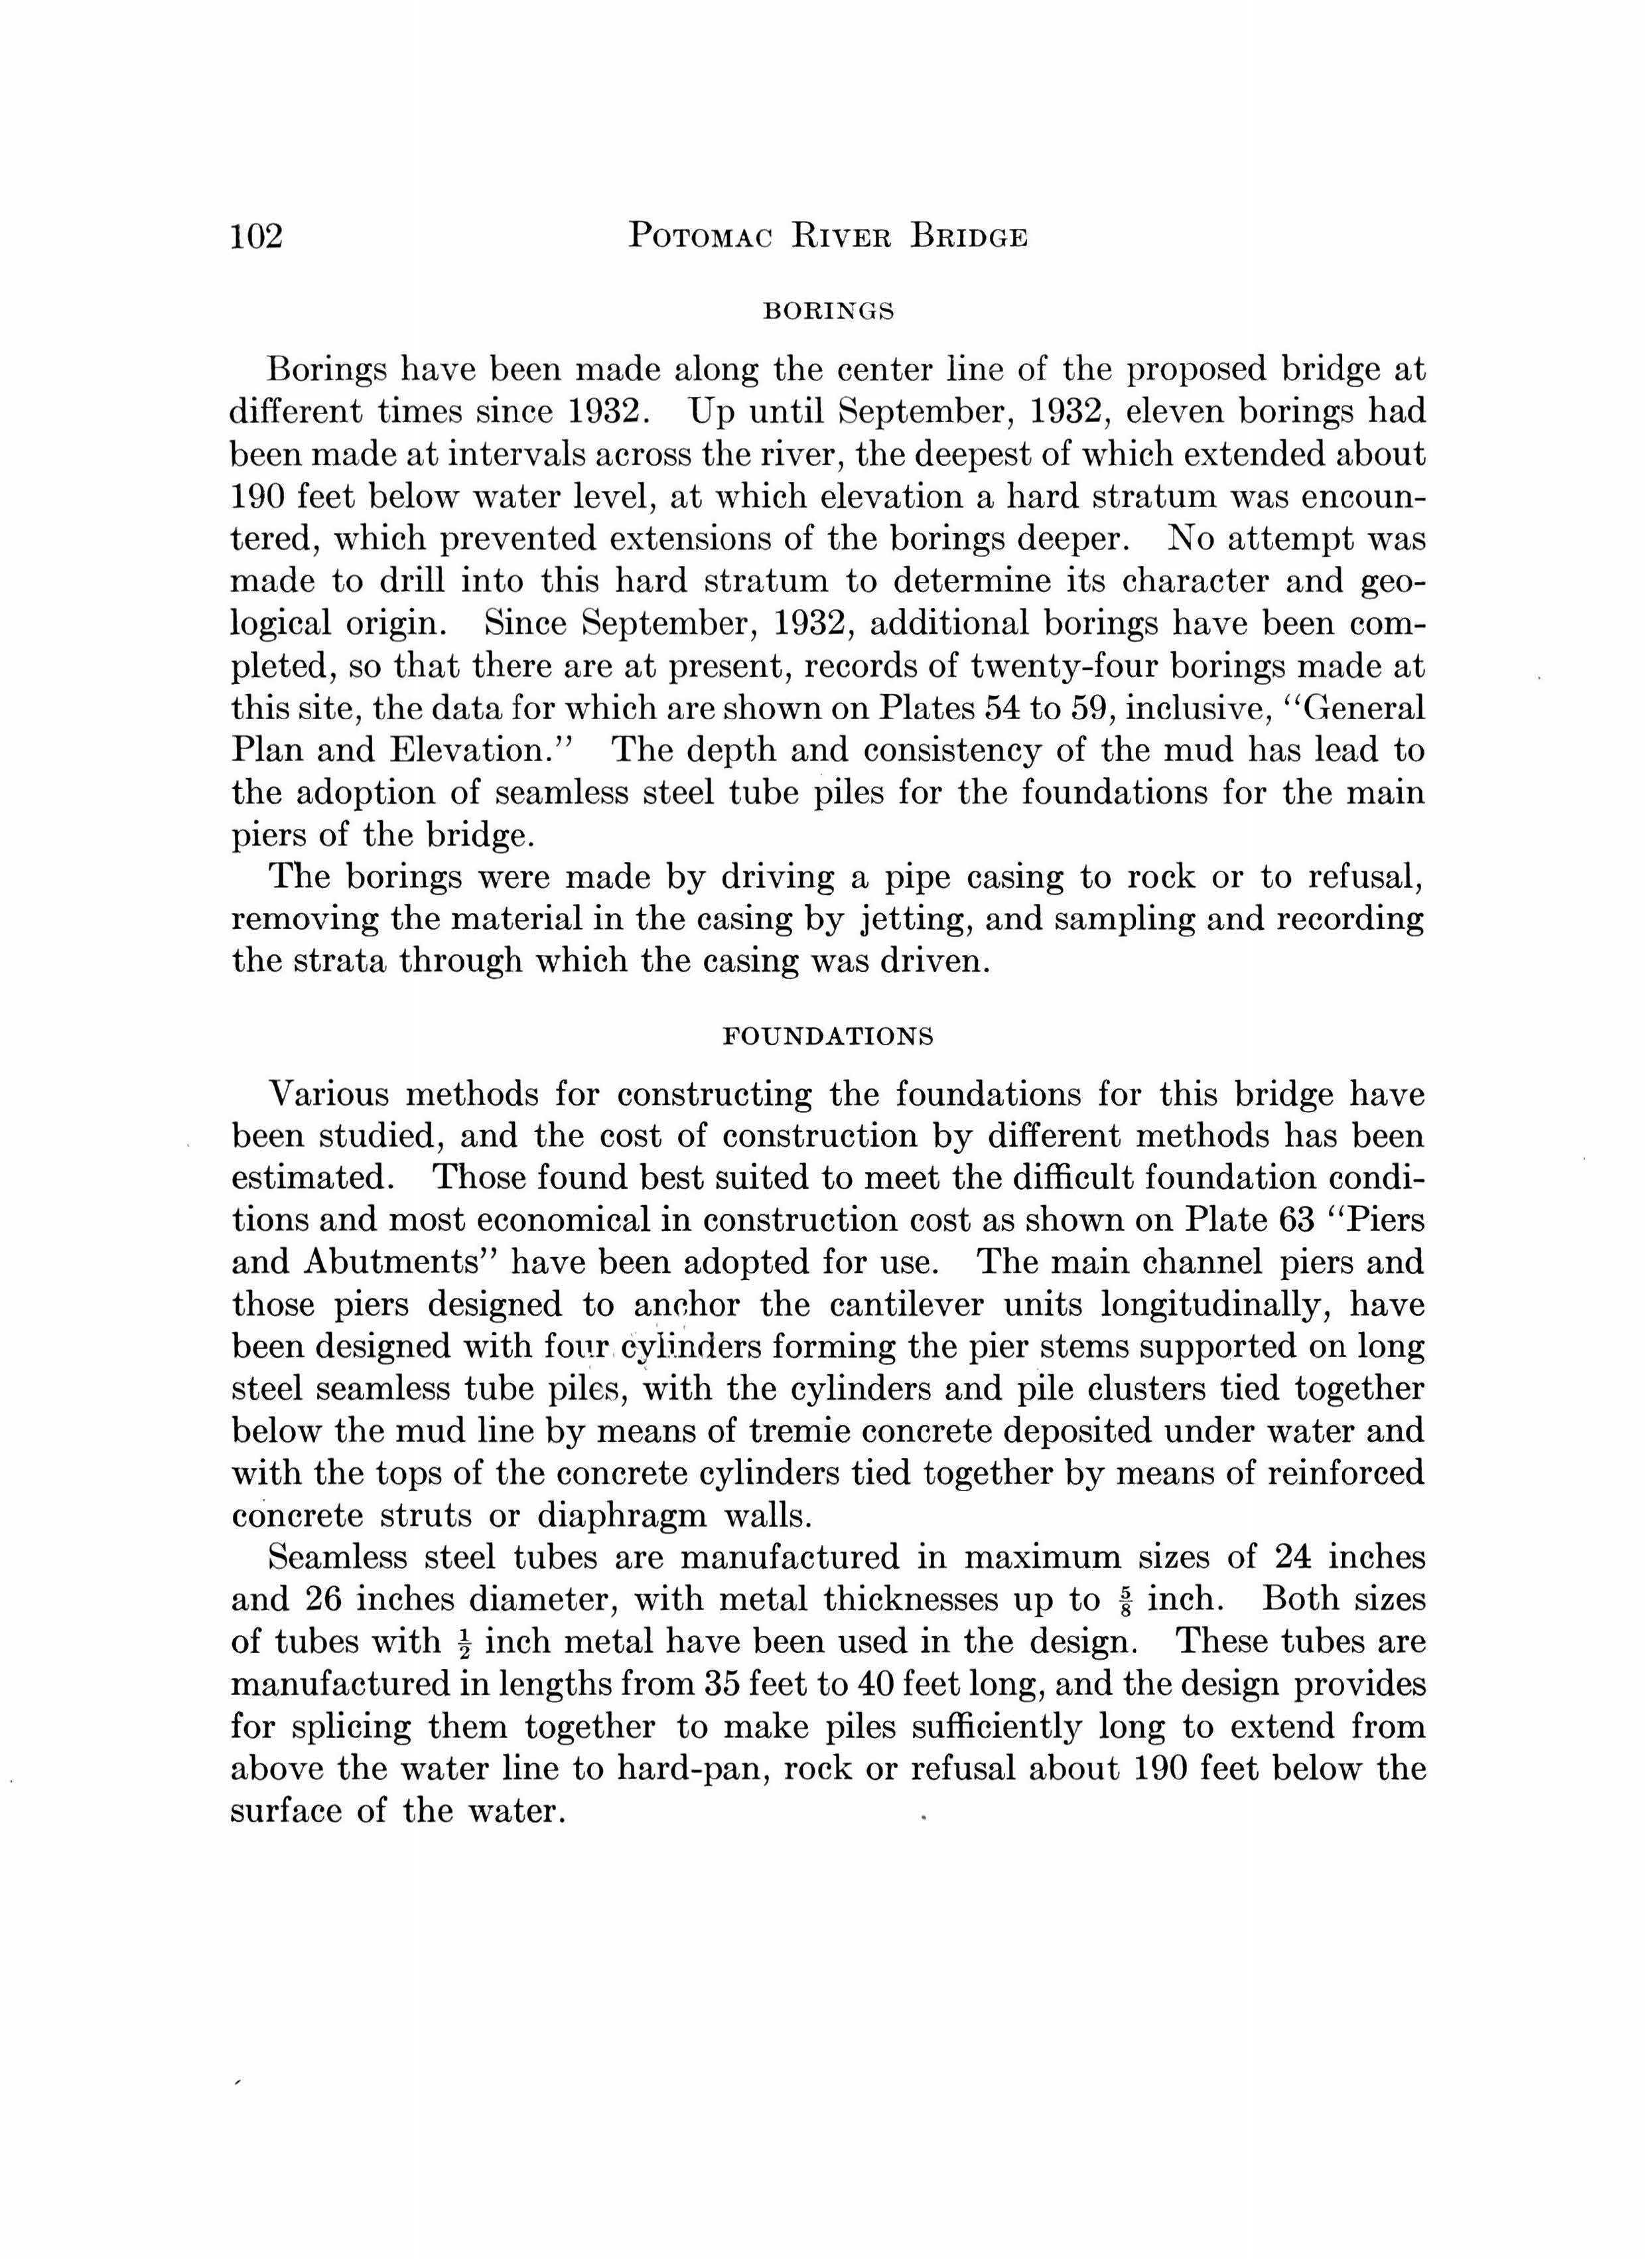 102 POTOMAC RIVER BRIDGE
BORINGS
Borings have been made along the center line of the proposed bridge at
different times since 1932. Up until September, 1932, eleven borings had
been made at intervals across the river, the deepest of which extended about
190 feet below water level, at which elevation a hard stratum was encoun-
tered, which prevented extensions of the borings deeper. No attempt was
made to drill into this hard stratum to determine its character and geo-
logical origin. Since September, 1932, additional borings have been com-
pleted, so that there are at present, records of twenty-four borings made at
this site, the data for which are shown on Plates 54 to 59, inclusive, “General
Plan and Elevation.” The depth and consistency of the mud has lead to
the adoption of seamless steel tube piles for the foundations for the main
piers of the bridge.
The borings were made by driving a pipe casing to rock or to refusal,
removing the material in the casing by jetting, and sampling and recording
the strata through which the casing was driven.
FOUNDATIONS
Various methods for constructing the foundations for this bridge have
been studied, and the cost of construction by different methods has been
estimated. Those found best suited to meet the difficult foundation condi-
tions and most economical in construction cost as shown on Plate 63 “Piers
and Abutments” have been adopted for use. The main channel piers and
those piers designed to anchor the cantilever units longitudinally, have
been designed with four cylinders forming the pier stems supported on long
steel seamless tube piles, with the cylinders and pile clusters tied together
below the mud line by means of tremie concrete deposited under water and
with the tops of the concrete cylinders tied together by means of reinforced
concrete struts or diaphragm walls.
Seamless steel tubes are manufactured in maximum sizes of 24 inches
and 26 inches diameter, with metal thicknesses up to ⅝ inch. Both sizes
of tubes with ½ inch metal have been used in the design. These tubes are
manufactured in lengths from 35 feet to 40 feet long, and the design provides
for splicing them together to make piles sufficiently long to extend from
above the water line to hard-pan, rock or refusal about 190 feet below the
surface of the water.